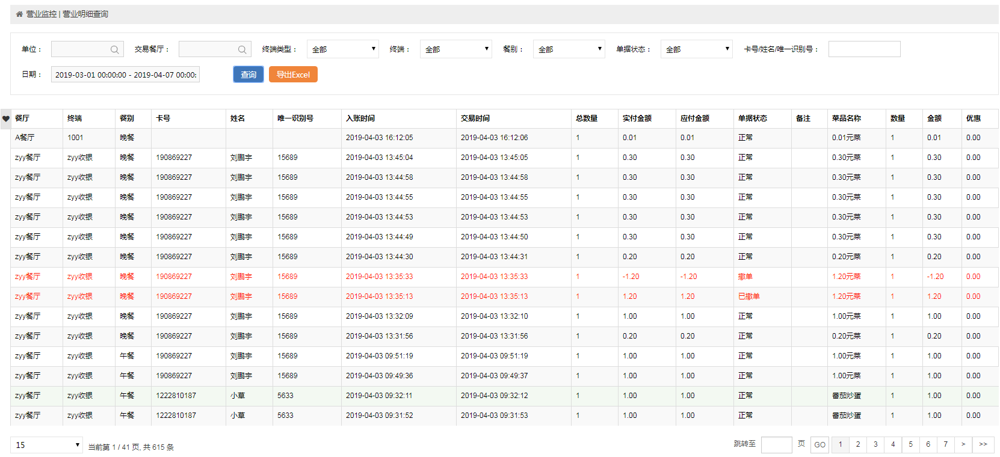 营业监控 | 营业明细查询
单位： 交易餐厅： 终端类型： 全部 终端： 全部 餐别： 全部 单据状态： 全部 卡号/姓名/唯一识别号：
日期： 2019-03-01 00:00:00 - 2019-04-07 00:00: 查询 导出Excel
餐厅 终端 餐别 卡号 姓名 唯一识别号 入账时间 交易时间 总数量 实付金额 应付金额 单据状态 备注 菜品名称 数量 金额 优惠
A餐厅 1001 晚餐 2019-04-03 16:12:05 2019-04-03 16:12:06 1 0.01 0.01 正常 0.01元菜 1 0.01 0.00
zyy餐厅 zyy收银 晚餐 190869227 刘鹏宇 15689 2019-04-03 13:45:04 2019-04-03 13:45:05 1 0.30 0.30 正常 0.30元菜 1 0.30 0.00
zyy餐厅 zyy收银 晚餐 190869227 刘鹏宇 15689 2019-04-03 13:44:58 2019-04-03 13:44:58 1 0.30 0.30 正常 0.30元菜 1 0.30 0.00
zyy餐厅 zyy收银 晚餐 190869227 刘鹏宇 15689 2019-04-03 13:44:55 2019-04-03 13:44:55 1 0.30 0.30 正常 0.30元菜 1 0.30 0.00
zyy餐厅 zyy收银 晚餐 190869227 刘鹏宇 15689 2019-04-03 13:44:53 2019-04-03 13:44:53 1 0.30 0.30 正常 0.30元菜 1 0.30 0.00
zyy餐厅 zyy收银 晚餐 190869227 刘鹏宇 15689 2019-04-03 13:44:49 2019-04-03 13:44:50 1 0.30 0.30 正常 0.30元菜 1 0.30 0.00
zyy餐厅 zyy收银 晚餐 190869227 刘鹏宇 15689 2019-04-03 13:44:30 2019-04-03 13:44:31 1 0.20 0.20 正常 0.20元菜 1 0.20 0.00
zyy餐厅 zyy收银 晚餐 190869227 刘鹏宇 15689 2019-04-03 13:35:33 2019-04-03 13:35:33 1 -1.20 -1.20 撤单 1.20元菜 1 -1.20 0.00
zyy餐厅 zyy收银 晚餐 190869227 刘鹏宇 15689 2019-04-03 13:35:13 2019-04-03 13:35:13 1 1.20 1.20 已撤单 1.20元菜 1 1.20 0.00
zyy餐厅 zyy收银 晚餐 190869227 刘鹏宇 15689 2019-04-03 13:32:09 2019-04-03 13:32:10 1 1.00 1.00 正常 1.00元菜 1 1.00 0.00
zyy餐厅 zyy收银 晚餐 190869227 刘鹏宇 15689 2019-04-03 13:31:56 2019-04-03 13:31:56 1 0.20 0.20 正常 0.20元菜 1 0.20 0.00
zyy餐厅 zyy收银 午餐 190869227 刘鹏宇 15689 2019-04-03 09:51:19 2019-04-03 09:51:19 1 1.00 1.00 正常 1.00元菜 1 1.00 0.00
zyy餐厅 zyy收银 午餐 190869227 刘鹏宇 15689 2019-04-03 09:49:36 2019-04-03 09:49:37 1 1.00 1.00 正常 1.00元菜 1 1.00 0.00
zyy餐厅 zyy收银 午餐 1222810187 小草 5633 2019-04-03 09:32:11 2019-04-03 09:32:12 1 1.00 1.00 正常 番茄炒蛋 1 1.00 0.00
zyy餐厅 zyy收银 午餐 1222810187 小草 5633 2019-04-03 09:31:52 2019-04-03 09:31:53 1 1.00 1.00 正常 番茄炒蛋 1 1.00 0.00
15 当前第 1 / 41 页, 共 615 条 跳转至 页 GO 1 2 3 4 5 6 7 > >>